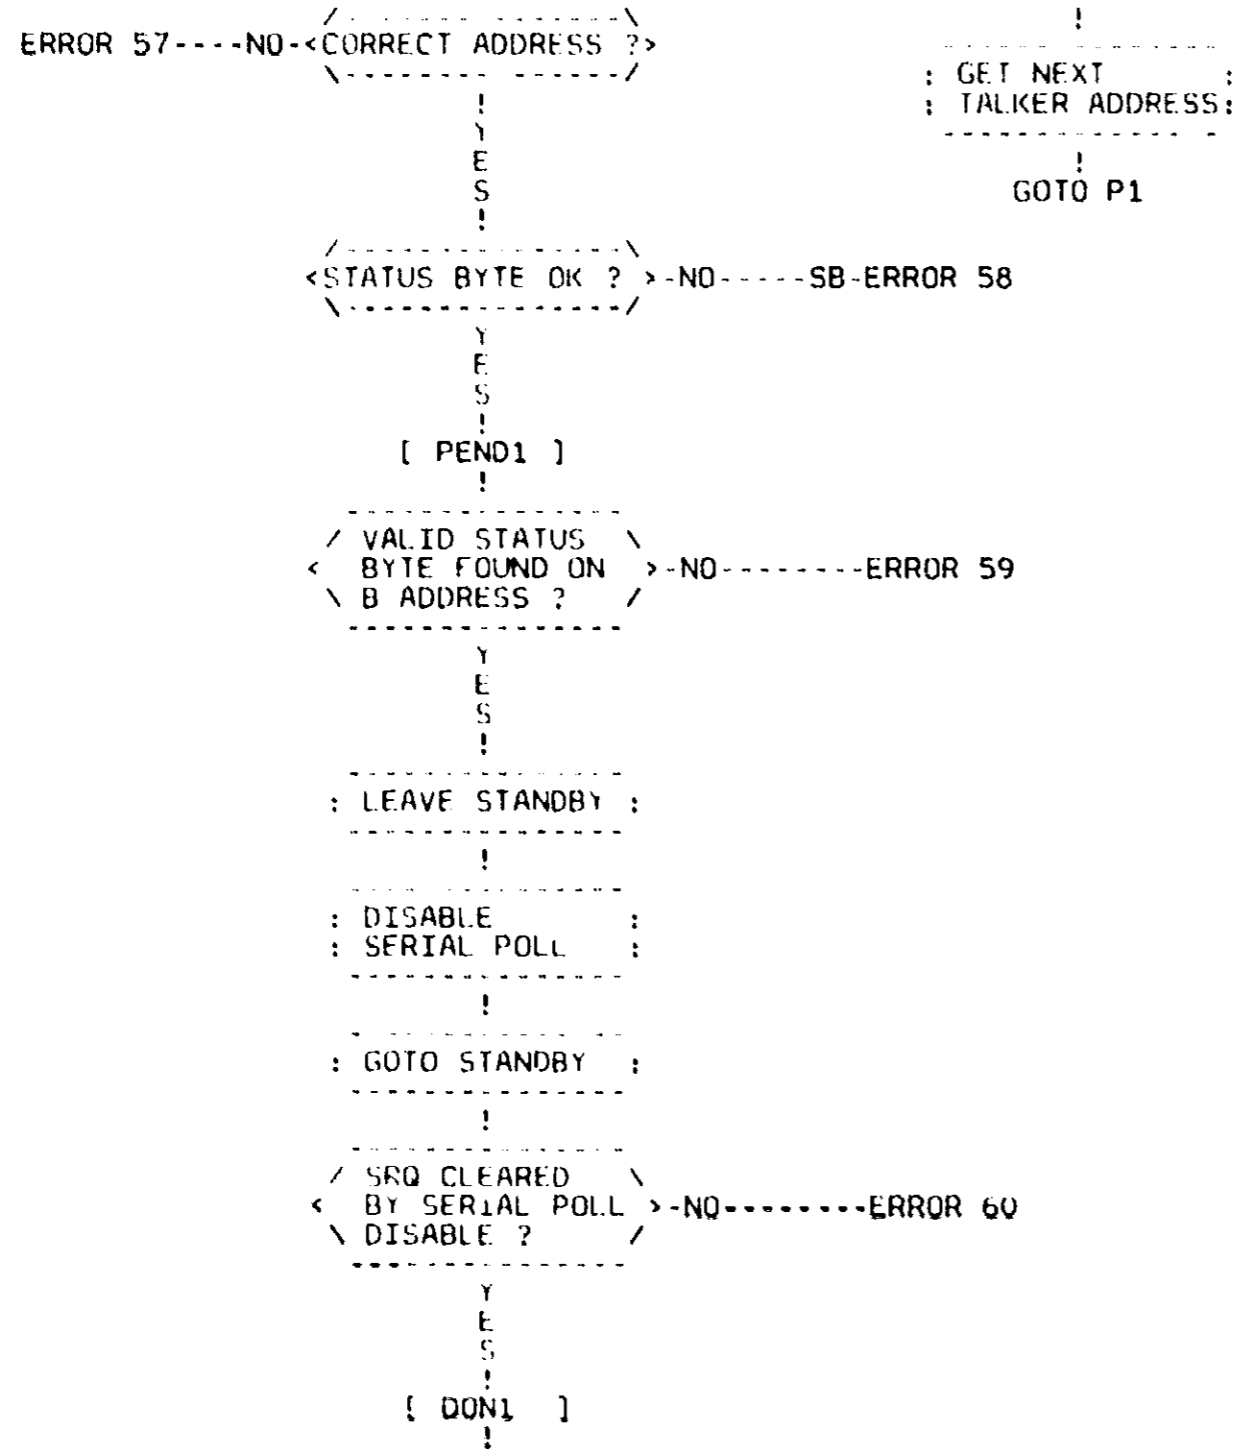 ERROR 57----NO-<CORRECT ADDRESS ?>
: GET NEXT :
: TALKER ADDRESS:
!
Y
E
S
!
GOTO P1
<STATUS BYTE OK ? >-NO-----SB-ERROR 58
Y
E
S
!
[ PEND1 ]
!
/ VALID STATUS \
< BYTE FOUND ON >-NO--------ERROR 59
\ B ADDRESS ? /
Y
E
S
!
: LEAVE STANDBY :
!
: DISABLE :
: SERIAL POLL :
!
: GOTO STANDBY :
!
/ SRQ CLEARED \
< BY SERIAL POLL >-NO--------ERROR 60
\ DISABLE ? /
Y
E
S
!
[ DON1 ]
!